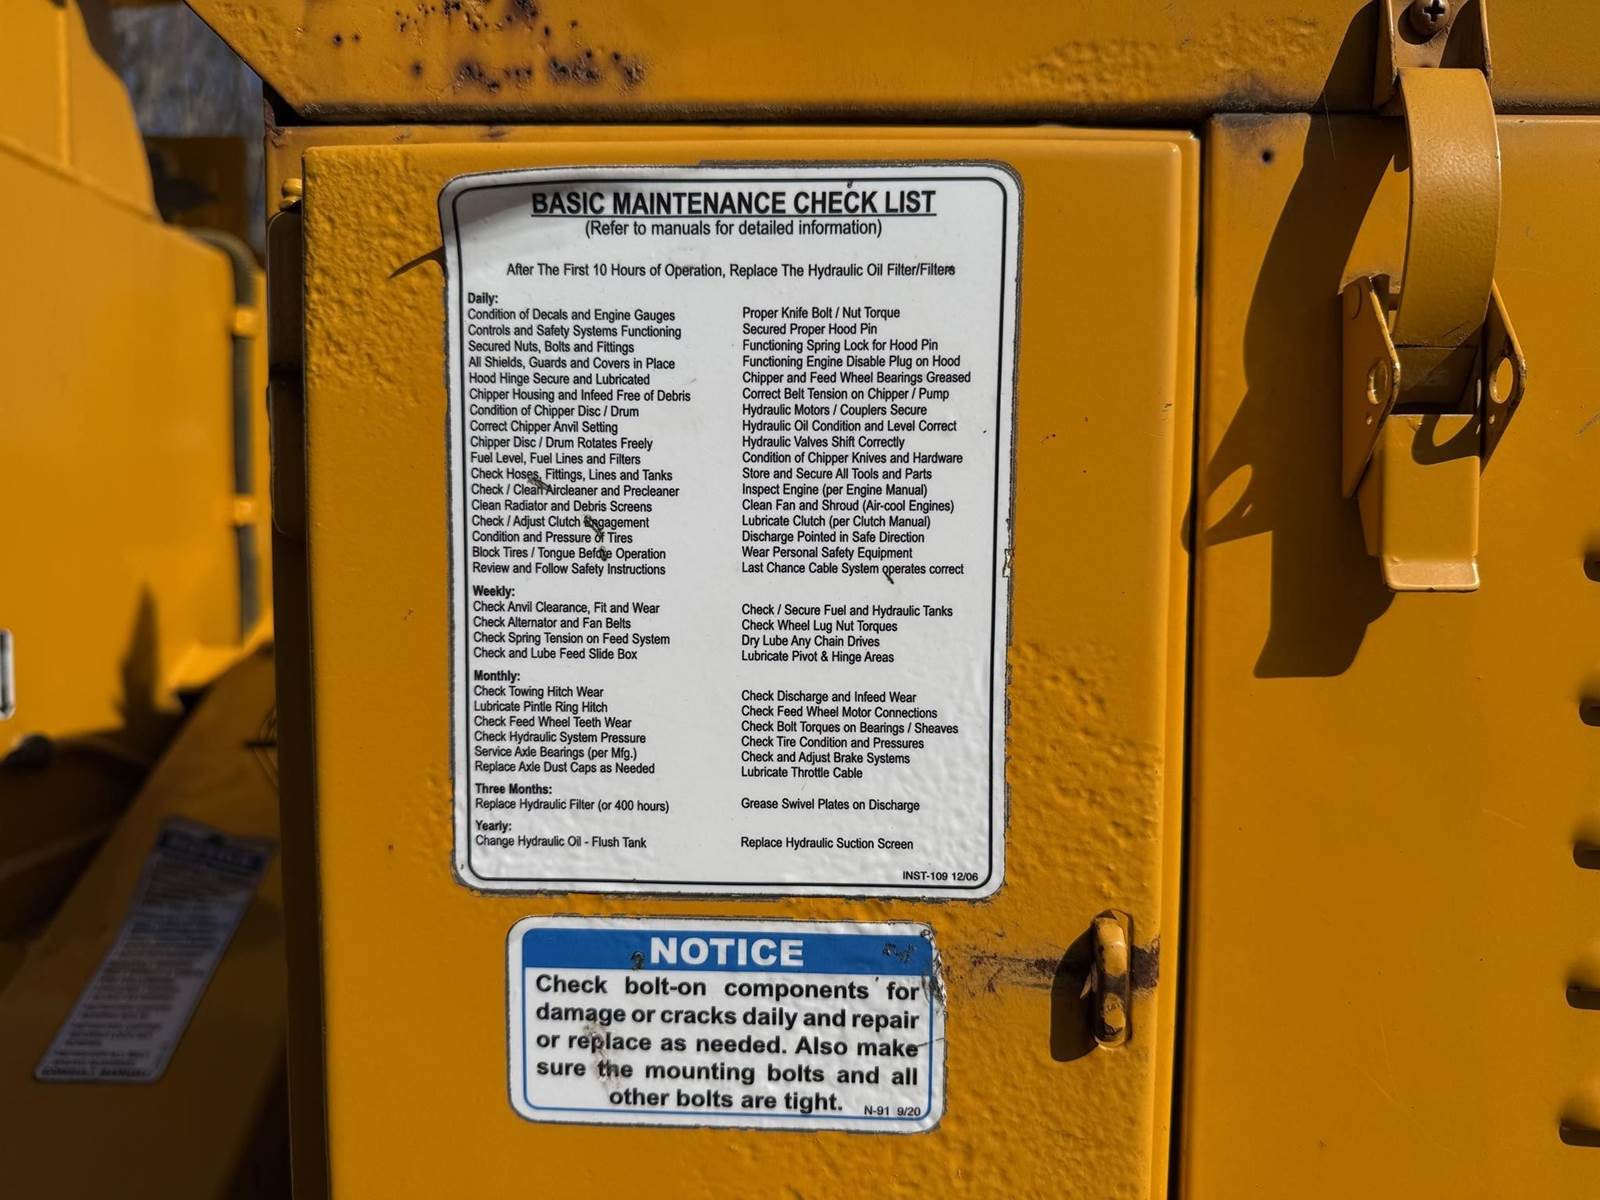 BASIC MAINTENANCE CHECK LIST
(Refer to manuals for detailed information)
After The First 10 Hours of Operation, Replace The Hydraulic Oil Filter/Filters
Daily:
Condition of Decals and Engine Gauges
Controls and Safety Systems Functioning
Secured Nuts, Bolts and Fittings
All Shields, Guards and Covers in Place
Hood Hinge Secure and Lubricated
Chipper Housing and Infeed Free of Debris
Condition of Chipper Disc / Drum
Correct Chipper Anvil Setting
Chipper Disc / Drum Rotates Freely
Fuel Level, Fuel Lines and Filters
Check Hoses, Fittings, Lines and Tanks
Check / Clean Aircleaner and Precleaner
Clean Radiator and Debris Screens
Check / Adjust Clutch Engagement
Condition and Pressure of Tires
Block Tires / Tongue Before Operation
Review and Follow Safety Instructions
Proper Knife Bolt / Nut Torque
Secured Proper Hood Pin
Functioning Spring Lock for Hood Pin
Functioning Engine Disable Plug on Hood
Chipper and Feed Wheel Bearings Greased
Correct Belt Tension on Chipper / Pump
Hydraulic Motors / Couplers Secure
Hydraulic Oil Condition and Level Correct
Hydraulic Valves Shift Correctly
Condition of Chipper Knives and Hardware
Store and Secure All Tools and Parts
Inspect Engine (per Engine Manual)
Clean Fan and Shroud (Air-cool Engines)
Lubricate Clutch (per Clutch Manual)
Discharge Pointed in Safe Direction
Wear Personal Safety Equipment
Last Chance Cable System operates correct
Weekly:
Check Anvil Clearance, Fit and Wear
Check Alternator and Fan Belts
Check Spring Tension on Feed System
Check and Lube Feed Slide Box
Check / Secure Fuel and Hydraulic Tanks
Check Wheel Lug Nut Torques
Dry Lube Any Chain Drives
Lubricate Pivot & Hinge Areas
Monthly:
Check Towing Hitch Wear
Lubricate Pintle Ring Hitch
Check Feed Wheel Teeth Wear
Check Hydraulic System Pressure
Service Axle Bearings (per Mfg.)
Replace Axle Dust Caps as Needed
Check Discharge and Infeed Wear
Check Feed Wheel Motor Connections
Check Bolt Torques on Bearings / Sheaves
Check Tire Condition and Pressures
Check and Adjust Brake Systems
Lubricate Throttle Cable
Three Months:
Replace Hydraulic Filter (or 400 hours)
Grease Swivel Plates on Discharge
Yearly:
Change Hydraulic Oil - Flush Tank
Replace Hydraulic Suction Screen
INST-109 12/06
NOTICE
Check bolt-on components for
damage or cracks daily and repair
or replace as needed. Also make
sure the mounting bolts and all
other bolts are tight.
N-91 9/20